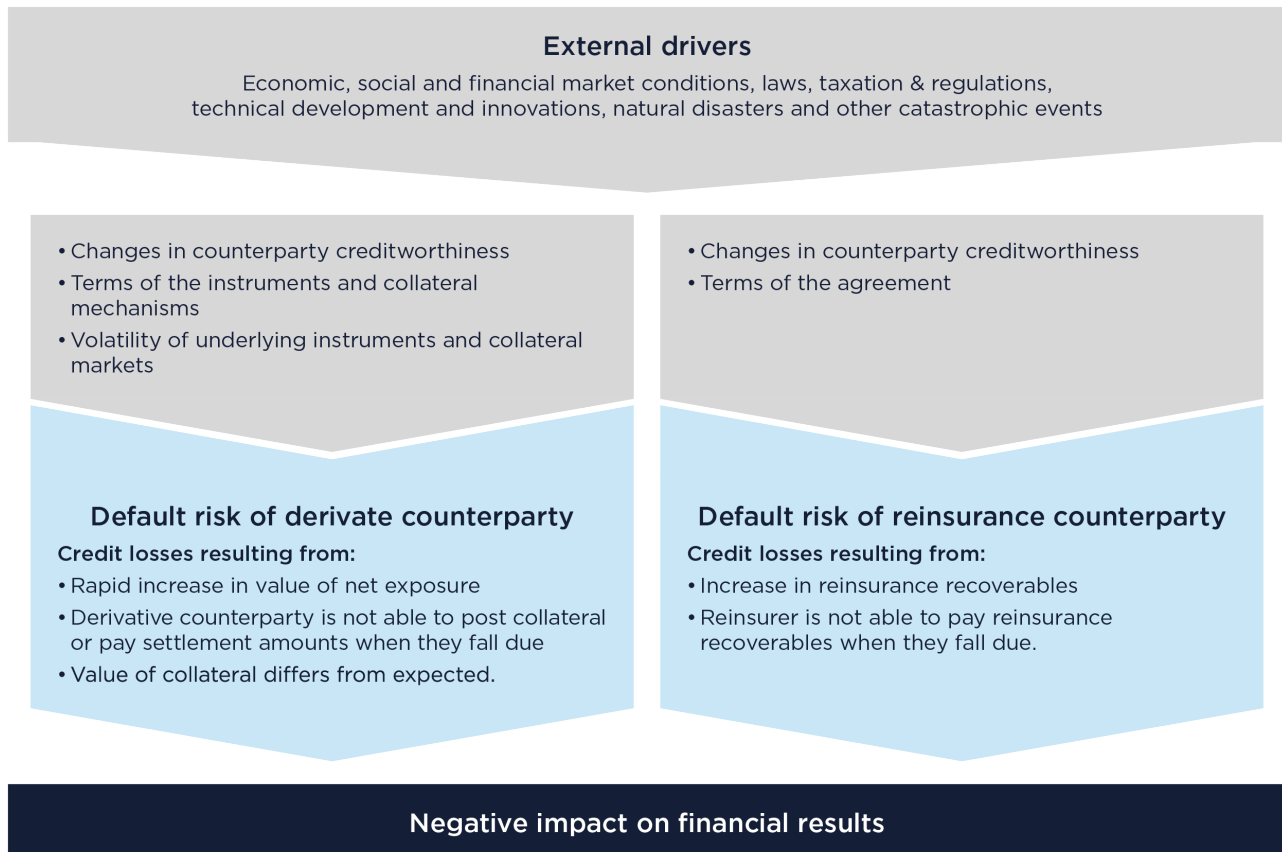 External drivers
Economic, social and financial market conditions, laws, taxation & regulations,
technical development and innovations, natural disasters and other catastrophic events
• Changes in counterparty creditworthiness
• Terms of the instruments and collateral
mechanisms
• Volatility of underlying instruments and collateral
markets
• Changes in counterparty creditworthiness
• Terms of the agreement
Default risk of derivate counterparty
Credit losses resulting from:
• Rapid increase in value of net exposure
• Derivative counterparty is not able to post collateral
or pay settlement amounts when they fall due
• Value of collateral differs from expected.
Default risk of reinsurance counterparty
Credit losses resulting from:
• Increase in reinsurance recoverables
• Reinsurer is not able to pay reinsurance
recoverables when they fall due.
Negative impact on financial results